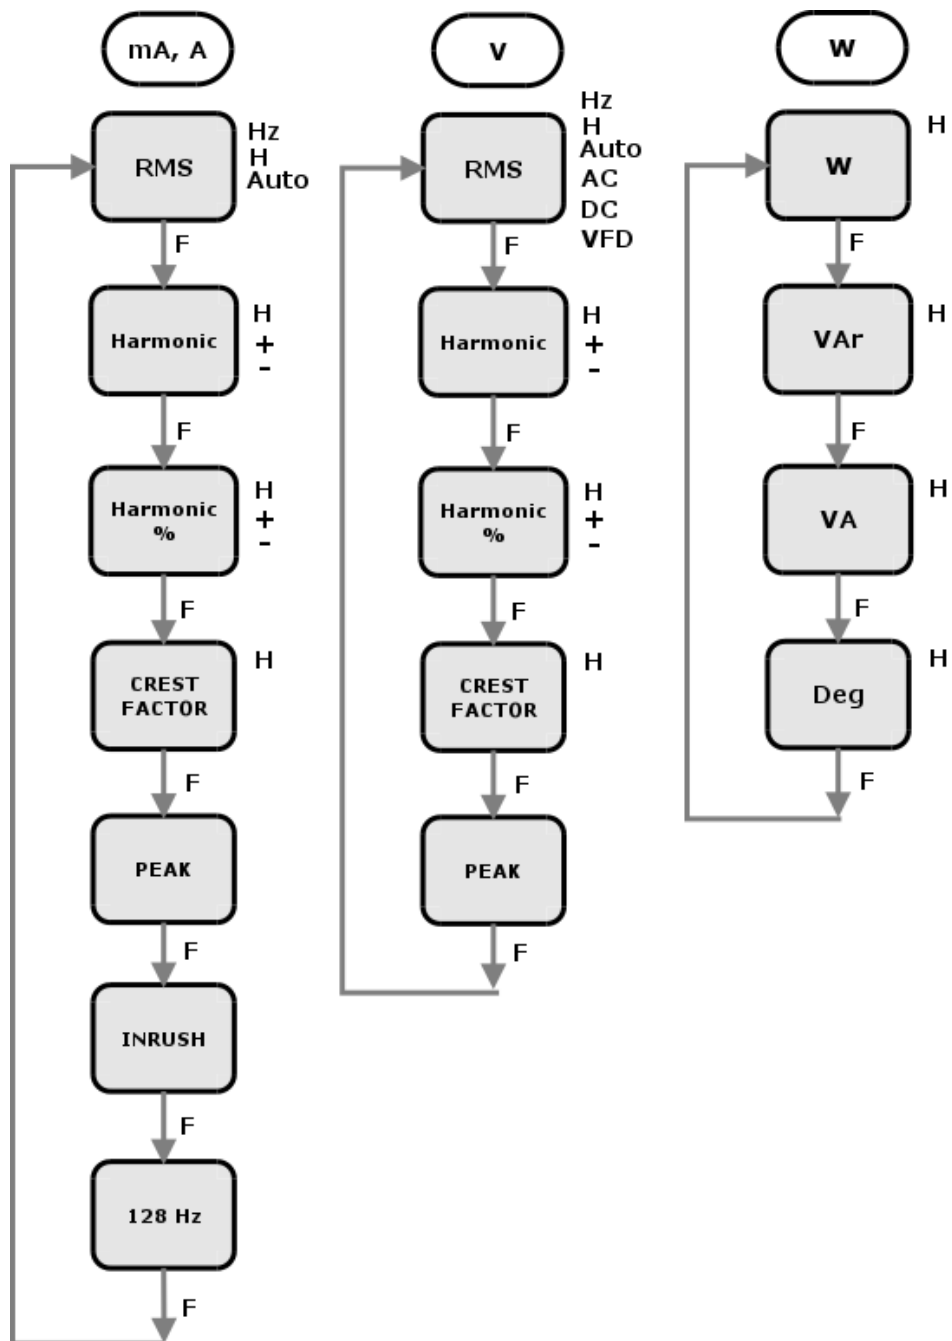 mA, A
RMS
Hz
H
Auto
F
Harmonic
H
+
-
F
Harmonic
%
H
+
-
F
CREST
FACTOR
H
F
PEAK
F
INRUSH
F
128 Hz
F
V
RMS
Hz
H
Auto
AC
DC
VFD
F
Harmonic
H
+
-
F
Harmonic
%
H
+
-
F
CREST
FACTOR
H
F
PEAK
F
W
W
H
F
VAr
H
F
VA
H
F
Deg
H
F